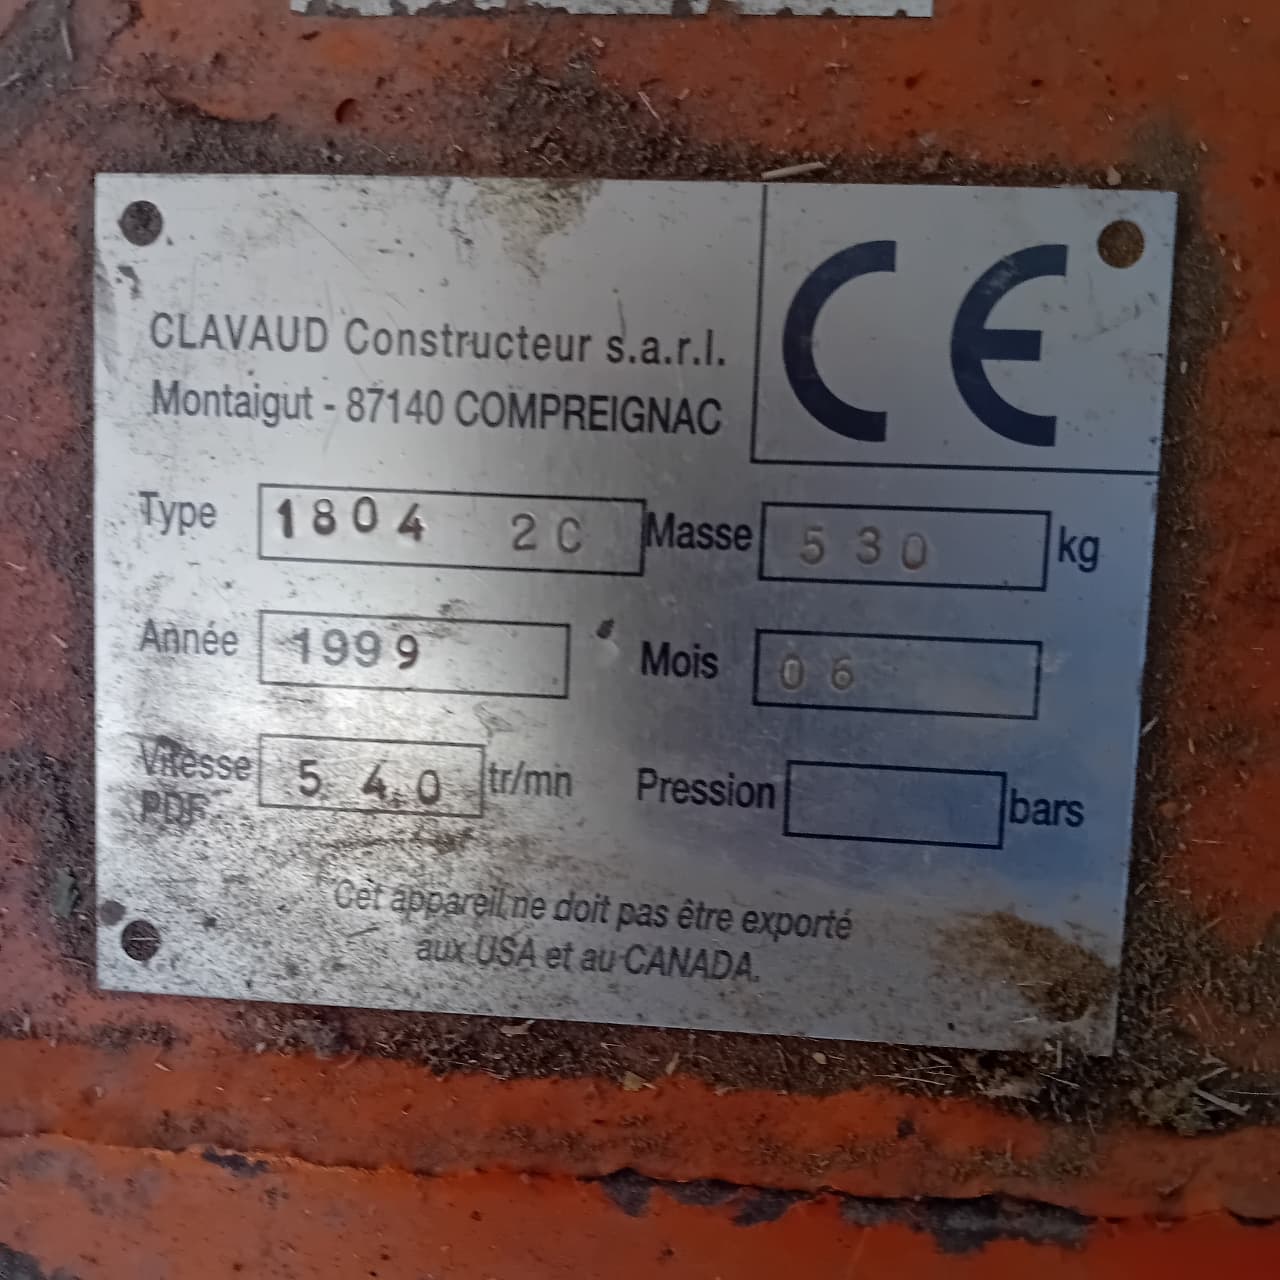 CLAVAUD Constructeur s.a.r.l.
Montaigut - 87140 COMPREIGNAC
CE
Type 1804 2C Masse 530 kg
Année 1999 Mois 06
Vitesse PDF 540 tr/mn Pression bars
Cet appareil ne doit pas être exporté
aux USA et au CANADA.